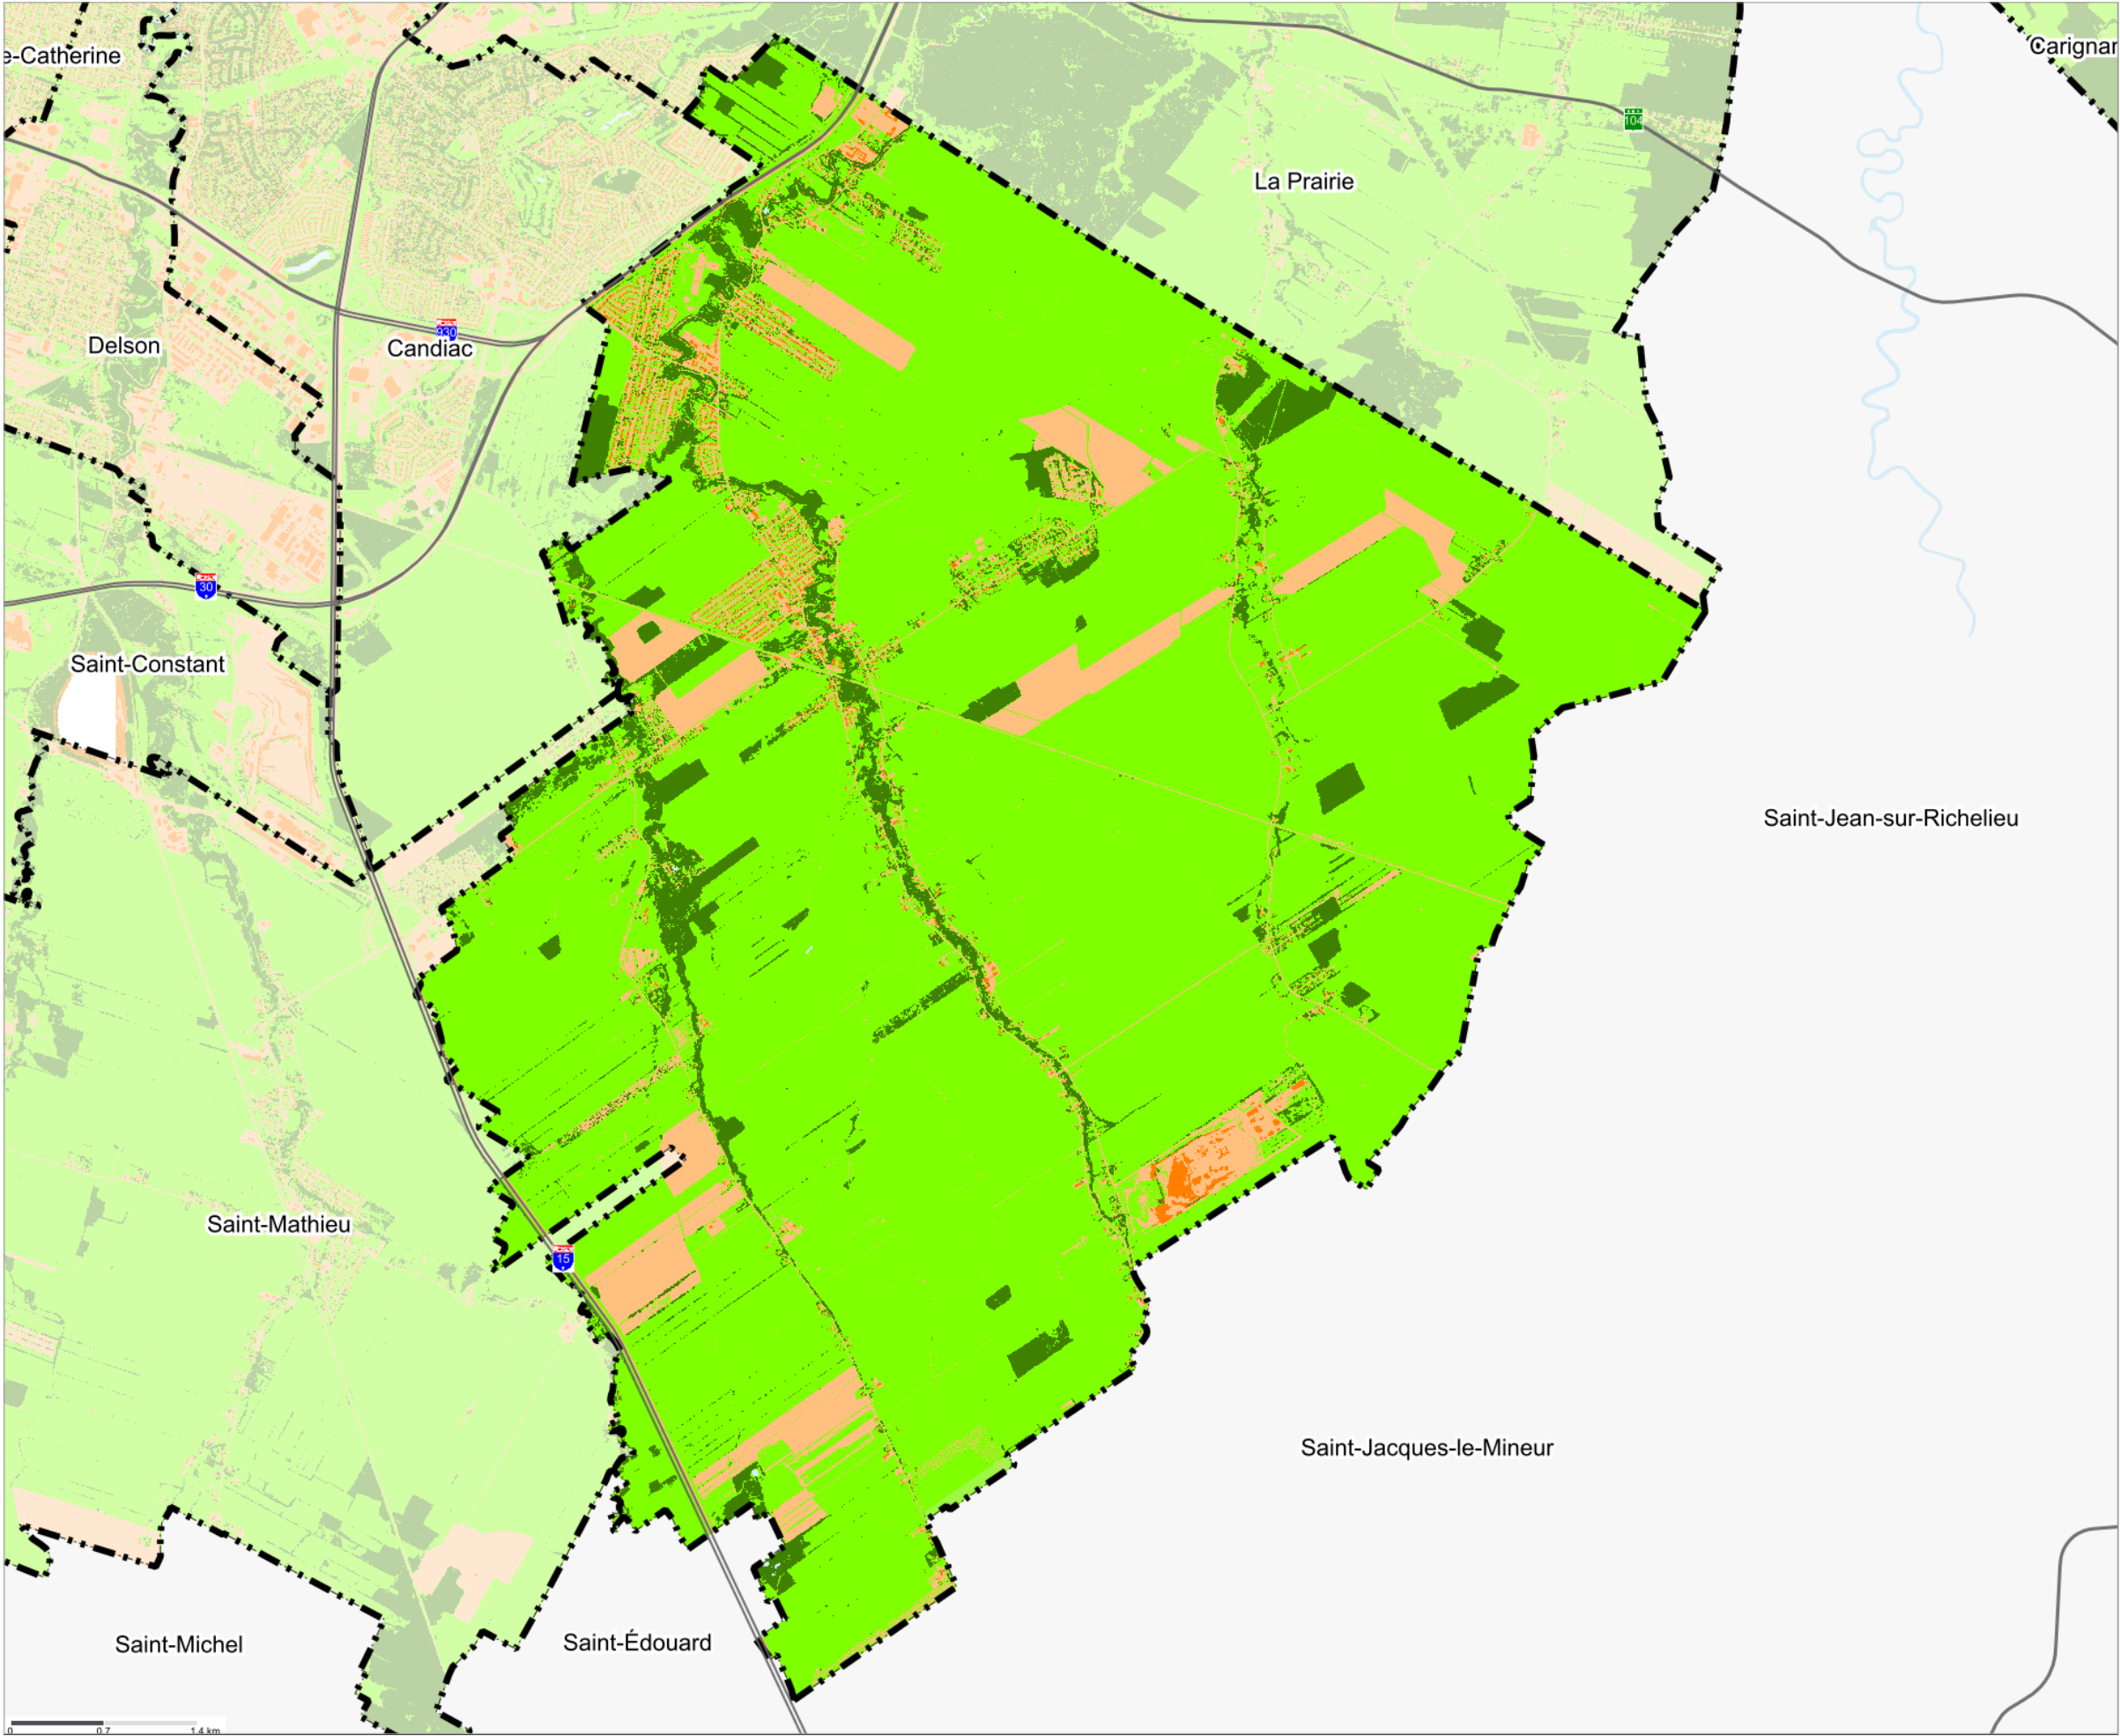 e-Catherine
Carignar
104
La Prairie
930
Delson
Candiac
30
Saint-Constant
Saint-Jean-sur-Richelieu
Saint-Mathieu
15
Saint-Jacques-le-Mineur
Saint-Michel
Saint-Édouard
0 0.7 1.4 km